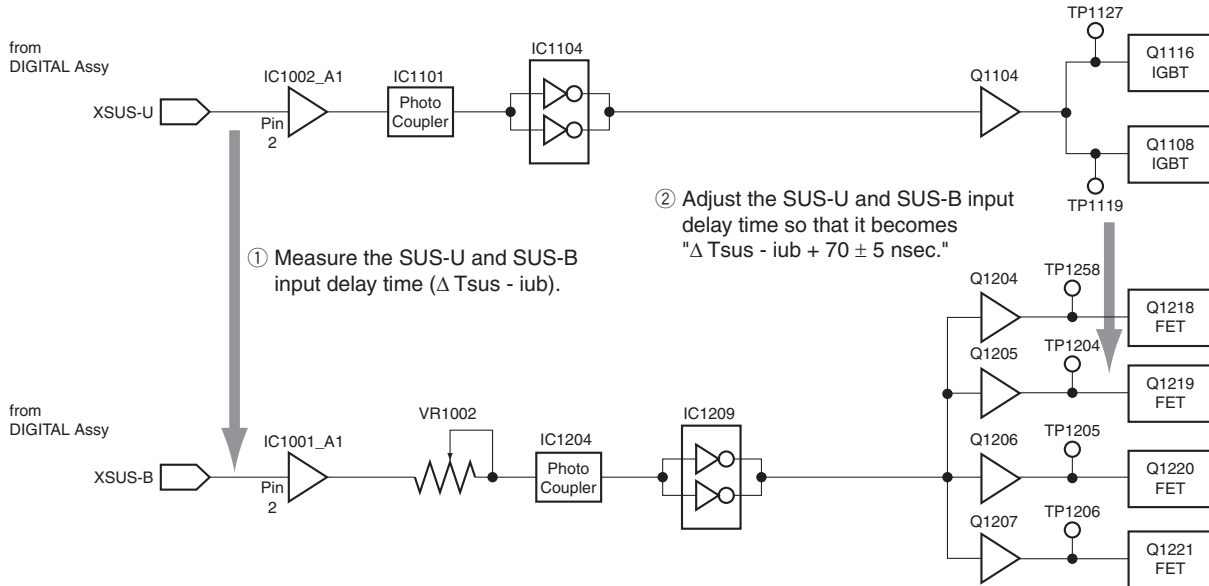 from
DIGITAL Assy
XSUS-U
Pin
2
IC1002_A1
IC1101
Photo
Coupler
IC1104
Q1104
TP1127
Q1116
IGBT
Q1108
IGBT
TP1119
① Measure the SUS-U and SUS-B
input delay time (Δ Tsus - iub).
② Adjust the SUS-U and SUS-B input
delay time so that it becomes
"Δ Tsus - iub + 70 ± 5 nsec."
from
DIGITAL Assy
XSUS-B
Pin
2
IC1001_A1
VR1002
IC1204
Photo
Coupler
IC1209
Q1204
TP1258
Q1218
FET
Q1205
TP1204
Q1219
FET
Q1206
TP1205
Q1220
FET
Q1207
TP1206
Q1221
FET